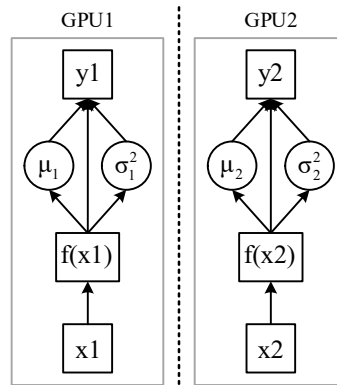 GPU1
GPU2
y1
y2
μ₁
σ₁²
μ₂
σ₂²
f(x1)
f(x2)
x1
x2